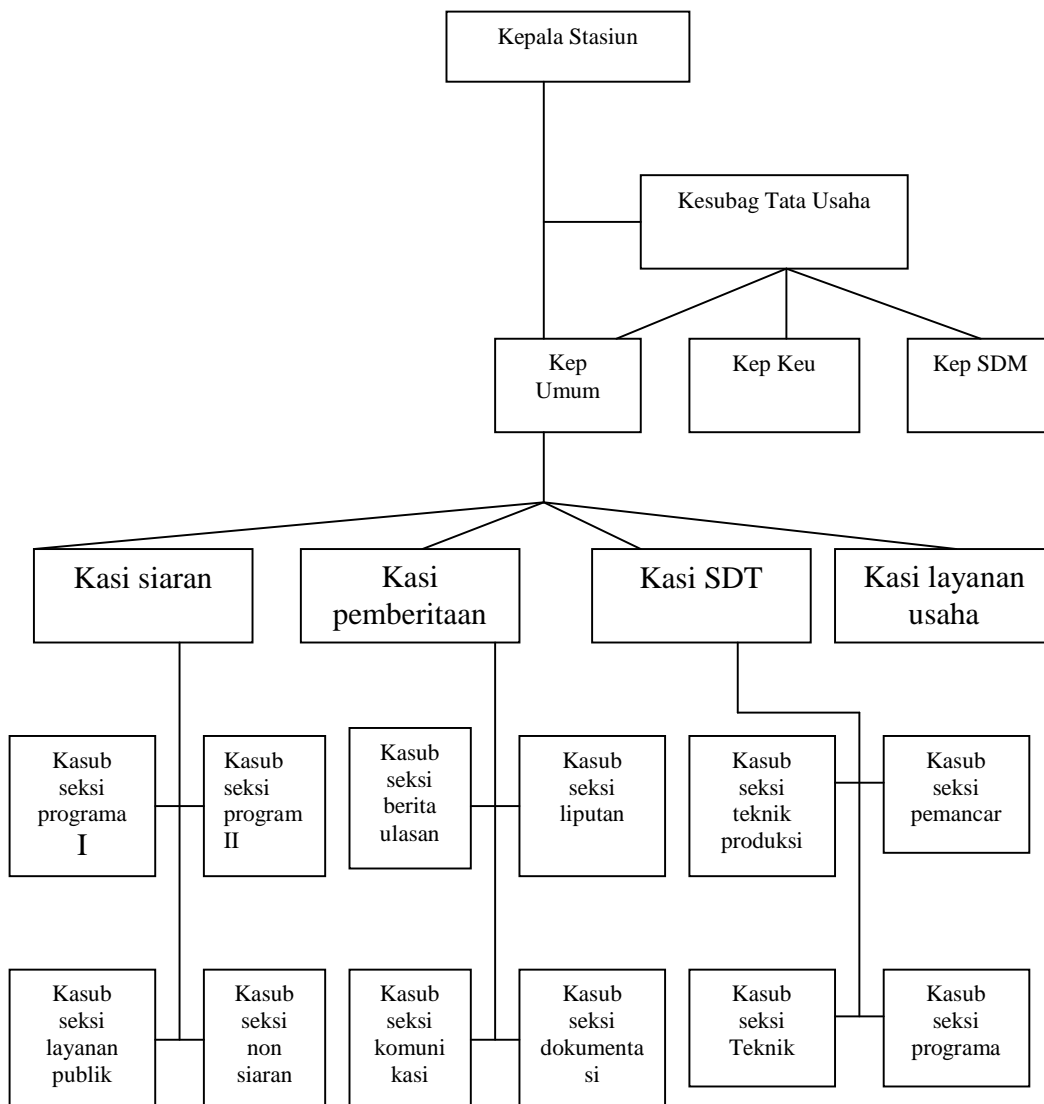 Kepala Stasiun
Kesubag Tata Usaha
Kep
Umum
Kep Keu
Kep SDM
Kasi siaran
Kasi
pemberitaan
Kasi SDT
Kasi layanan
usaha
Kasub
seksi
programa
I
Kasub
seksi
program
II
Kasub
seksi
berita
ulasan
Kasub
seksi
liputan
Kasub
seksi
teknik
produksi
Kasub
seksi
pemancar
Kasub
seksi
layanan
publik
Kasub
seksi
non
siaran
Kasub
seksi
komuni
kasi
Kasub
seksi
dokumenta
si
Kasub
seksi
Teknik
Kasub
seksi
programa